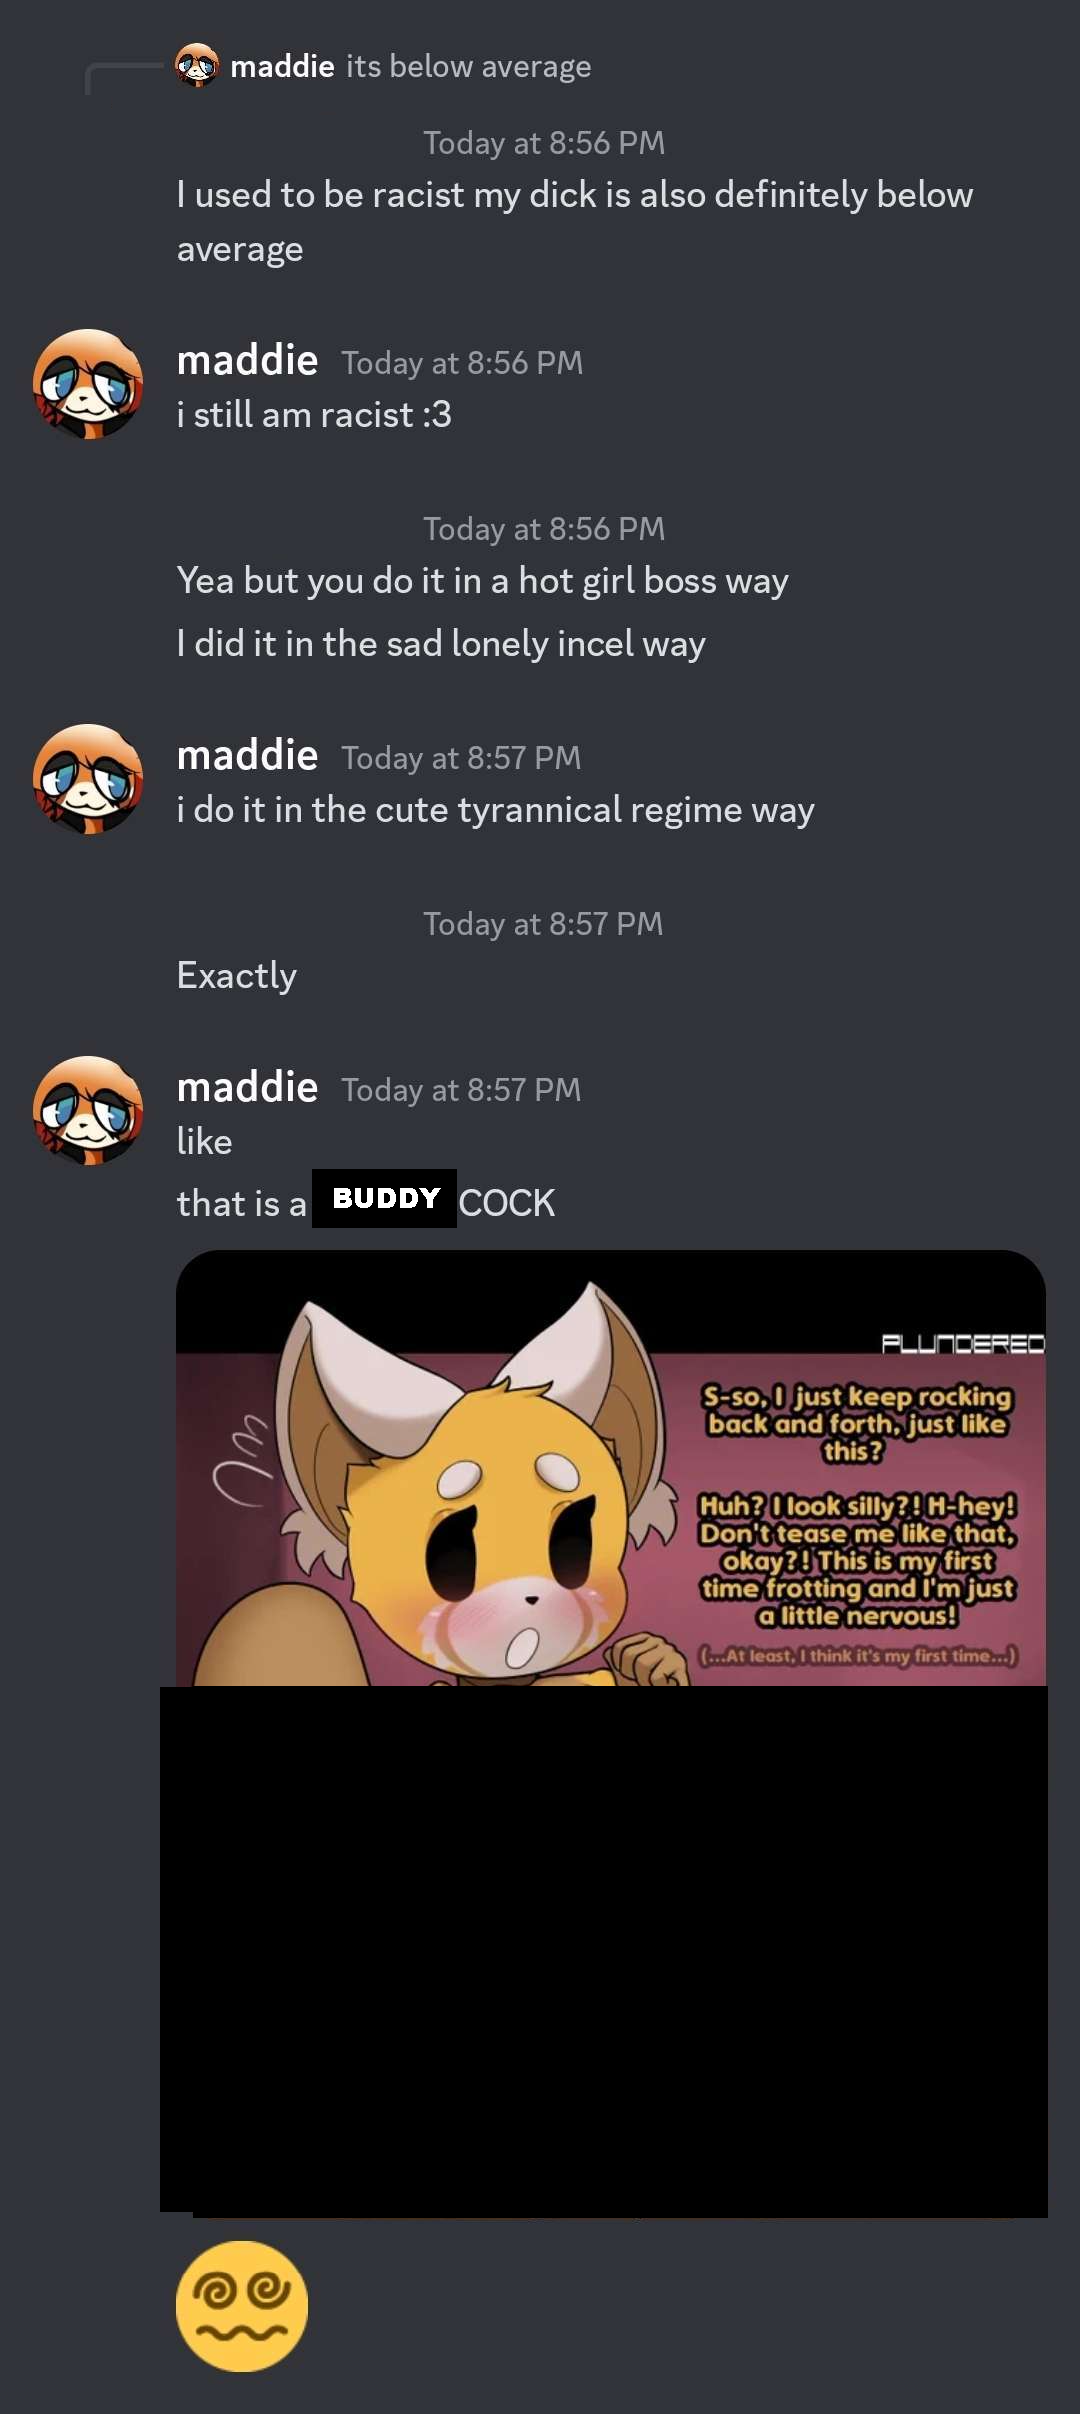 maddie its below average
Today at 8:56 PM
I used to be racist my dick is also definitely below
average
maddie Today at 8:56 PM
i still am racist :3
Today at 8:56 PM
Yea but you do it in a hot girl boss way
I did it in the sad lonely incel way
maddie Today at 8:57 PM
i do it in the cute tyrannical regime way
Today at 8:57 PM
Exactly
maddie Today at 8:57 PM
like
that is a BUDDY COCK
PLUNDERED
S-so, I just keep rocking
back and forth, just like
this?
Huh? I look silly?! H-hey!
Don't tease me like that,
okay?! This is my first
time frotting and I'm just
a little nervous!
(...At least, I think it's my first time...)